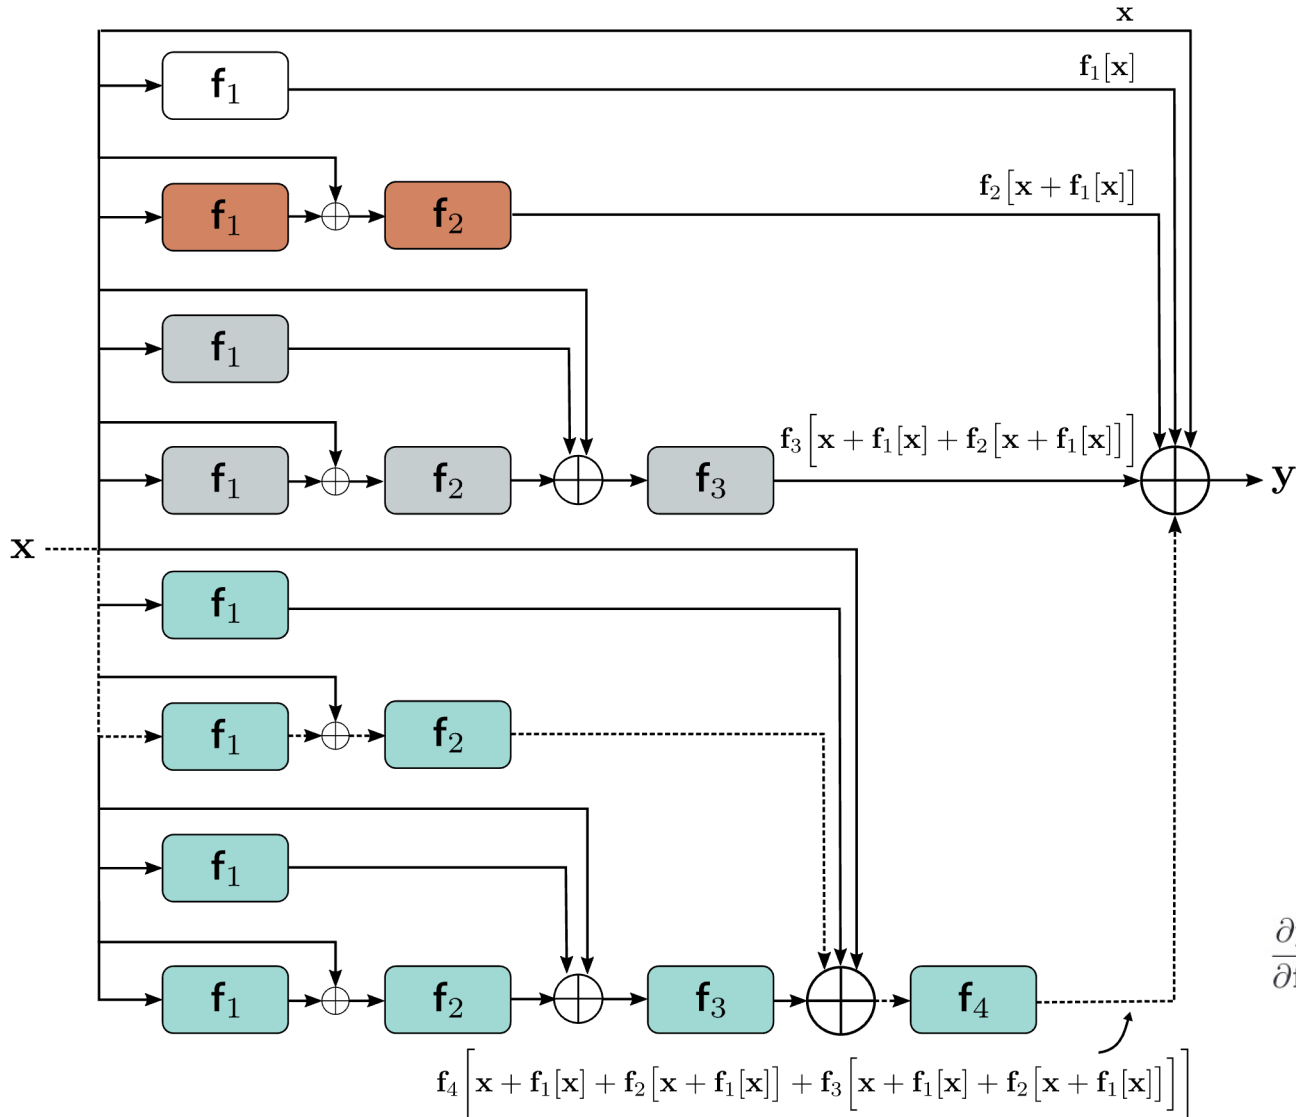 x
f₁[x]
f₁
f₂[x + f₁[x]]
f₁ f₂
f₁
f₃[x + f₁[x] + f₂[x + f₁[x]]]
f₁ f₂ f₃
y
x
f₁
f₁ f₂
f₁
f₁ f₂ f₃ f₄
f₄[x + f₁[x] + f₂[x + f₁[x]] + f₃[x + f₁[x] + f₂[x + f₁[x]]]]